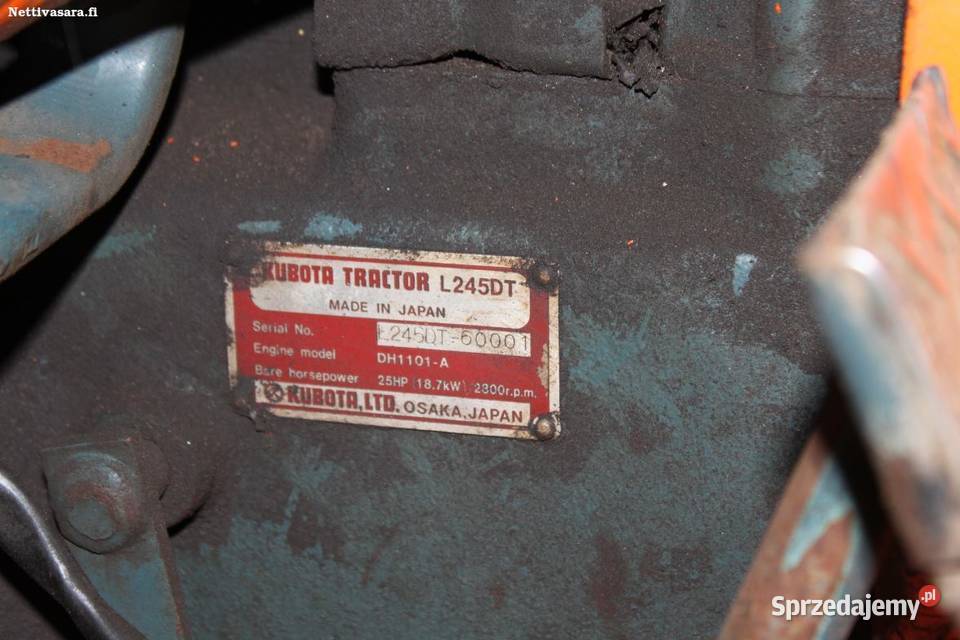 Nettivasara.fi
KUBOTA TRACTOR L245DT
MADE IN JAPAN
Serial No. L245DT-60001
Engine model DH1101-A
Bare horsepower 25HP (18.7kW) 2800r.p.m.
KUBOTA,LTD. OSAKA,JAPAN
Sprzedajemy.pl